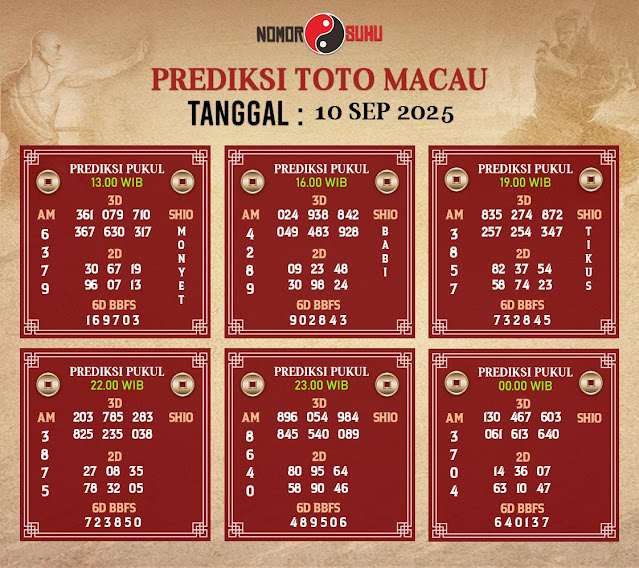 NOMOR SUHU
PREDIKSI TOTO MACAU
TANGGAL : 10 SEP 2025
PREDIKSI PUKUL
13.00 WIB
3D
AM 361 079 710 SHIO
367 630 317
6 3 7 9
MONYET
2D
30 67 19
96 07 13
6D BBFS
169703
PREDIKSI PUKUL
16.00 WIB
3D
AM 024 938 842 SHIO
049 483 928
4 2 8 9
BABI
2D
09 23 48
30 98 24
6D BBFS
902843
PREDIKSI PUKUL
19.00 WIB
3D
AM 835 274 872 SHIO
257 254 347
3 8 5 7
TIKUS
2D
82 37 54
58 74 23
6D BBFS
732845
PREDIKSI PUKUL
22.00 WIB
3D
AM 203 785 283 SHIO
825 235 038
3 8 7 5
2D
27 08 35
78 32 05
6D BBFS
723850
PREDIKSI PUKUL
23.00 WIB
3D
AM 896 054 984 SHIO
845 540 089
8 6 4 0
2D
80 95 64
58 90 46
6D BBFS
489506
PREDIKSI PUKUL
00.00 WIB
3D
AM 130 467 603 SHIO
061 613 640
3 7 0 4
2D
14 36 07
63 10 47
6D BBFS
640137